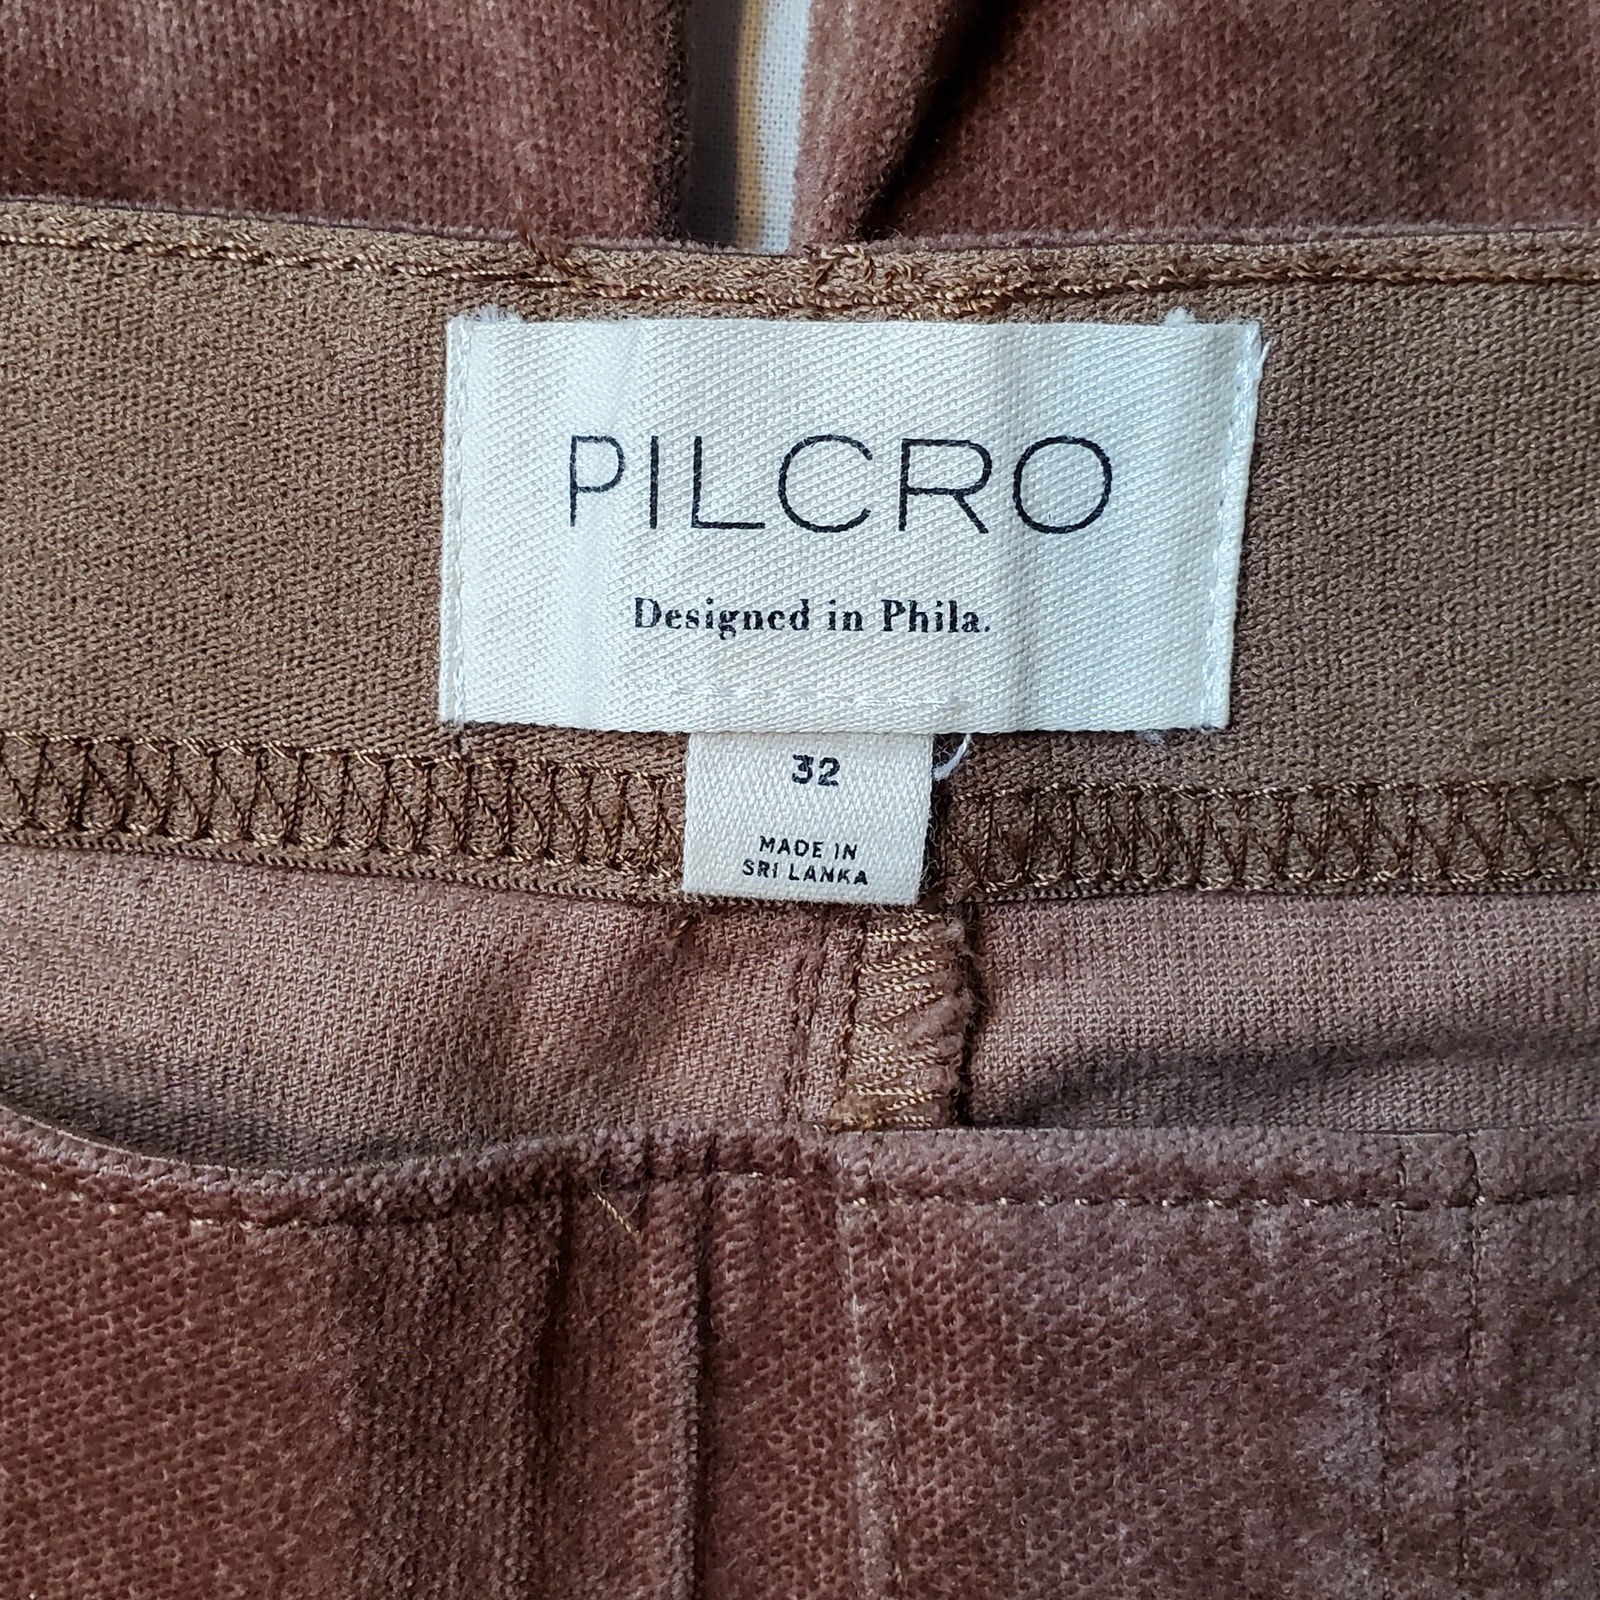 PILCRO
Designed in Phila.
32
MADE IN
SRI LANKA